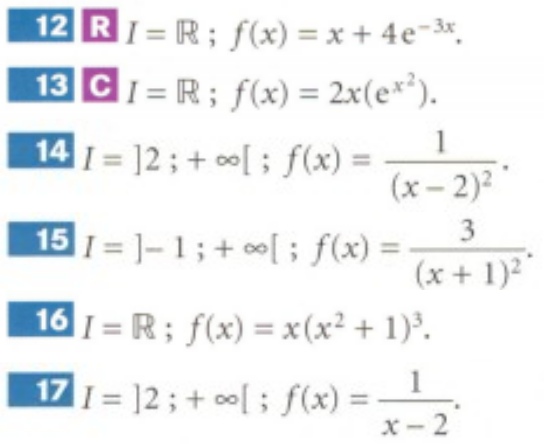 12 R I = ℝ ; f(x) = x + 4e^{-3x}.
13 C I = ℝ ; f(x) = 2x(e^{x²}).
14 I = ]2 ; + ∞[ ; f(x) = 1/(x – 2)².
15 I = ]– 1 ; + ∞[ ; f(x) = 3/(x + 1)².
16 I = ℝ ; f(x) = x(x² + 1)³.
17 I = ]2 ; + ∞[ ; f(x) = 1/(x – 2).